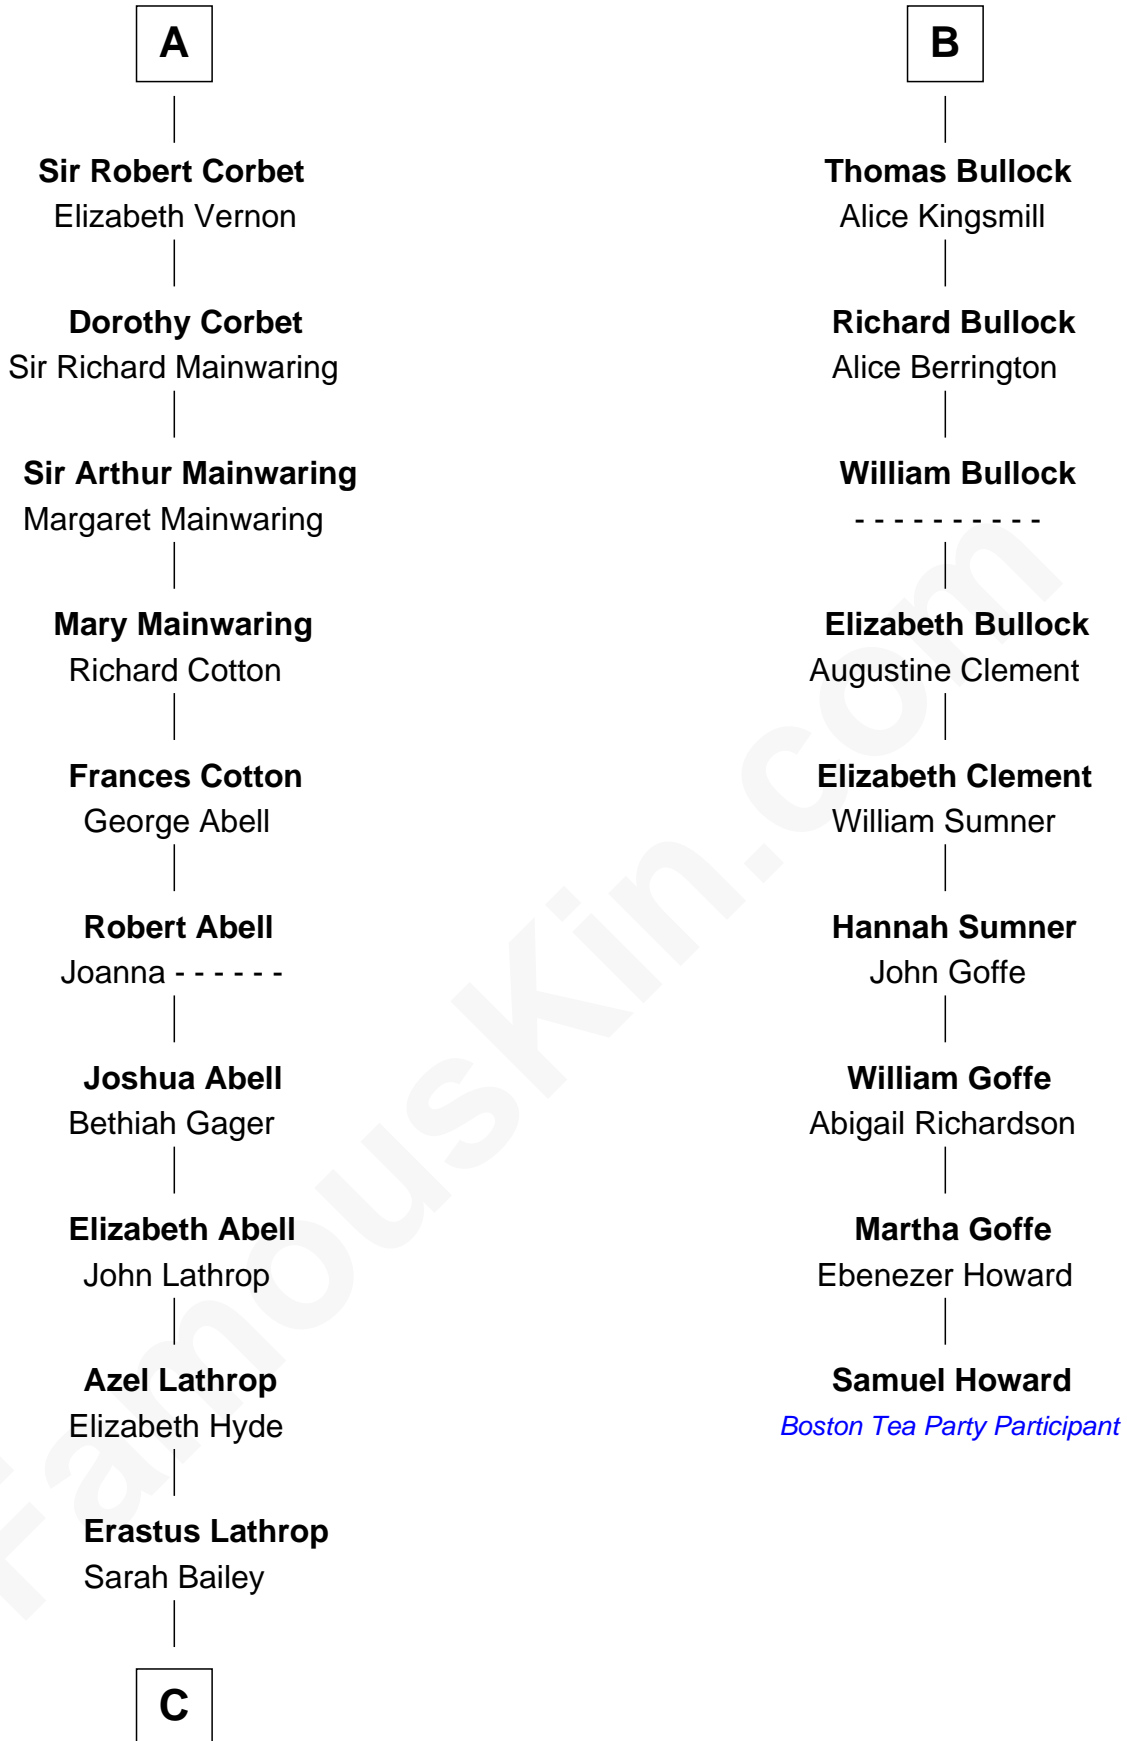 A
Sir Robert Corbet
Elizabeth Vernon
Dorothy Corbet
Sir Richard Mainwaring
Sir Arthur Mainwaring
Margaret Mainwaring
Mary Mainwaring
Richard Cotton
Frances Cotton
George Abell
Robert Abell
Joanna - - - - - -
Joshua Abell
Bethiah Gager
Elizabeth Abell
John Lathrop
Azel Lathrop
Elizabeth Hyde
Erastus Lathrop
Sarah Bailey
C
B
Thomas Bullock
Alice Kingsmill
Richard Bullock
Alice Berrington
William Bullock
- - - - - - - - - -
Elizabeth Bullock
Augustine Clement
Elizabeth Clement
William Sumner
Hannah Sumner
John Goffe
William Goffe
Abigail Richardson
Martha Goffe
Ebenezer Howard
Samuel Howard
Boston Tea Party Participant
FamousKin.com